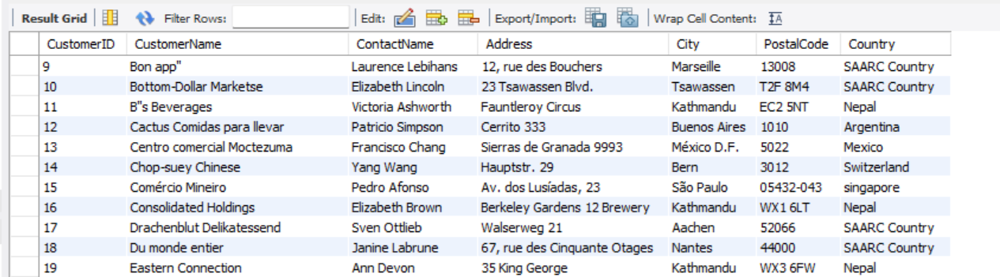 Result Grid Filter Rows: Edit: Export/Import: Wrap Cell Content: IA
CustomerID CustomerName ContactName Address City PostalCode Country
9 Bon app" Laurence Lebihans 12, rue des Bouchers Marseille 13008 SAARC Country
10 Bottom-Dollar Marketse Elizabeth Lincoln 23 Tsawassen Blvd. Tsawassen T2F 8M4 SAARC Country
11 B"s Beverages Victoria Ashworth Fauntleroy Circus Kathmandu EC2 5NT Nepal
12 Cactus Comidas para llevar Patricio Simpson Cerrito 333 Buenos Aires 1010 Argentina
13 Centro comercial Moctezuma Francisco Chang Sierras de Granada 9993 México D.F. 5022 Mexico
14 Chop-suey Chinese Yang Wang Hauptstr. 29 Bern 3012 Switzerland
15 Comércio Mineiro Pedro Afonso Av. dos Lusíadas, 23 São Paulo 05432-043 singapore
16 Consolidated Holdings Elizabeth Brown Berkeley Gardens 12 Brewery Kathmandu WX1 6LT Nepal
17 Drachenblut Delikatessend Sven Ottlieb Walserweg 21 Aachen 52066 SAARC Country
18 Du monde entier Janine Labrune 67, rue des Cinquante Otages Nantes 44000 SAARC Country
19 Eastern Connection Ann Devon 35 King George Kathmandu WX3 6FW Nepal